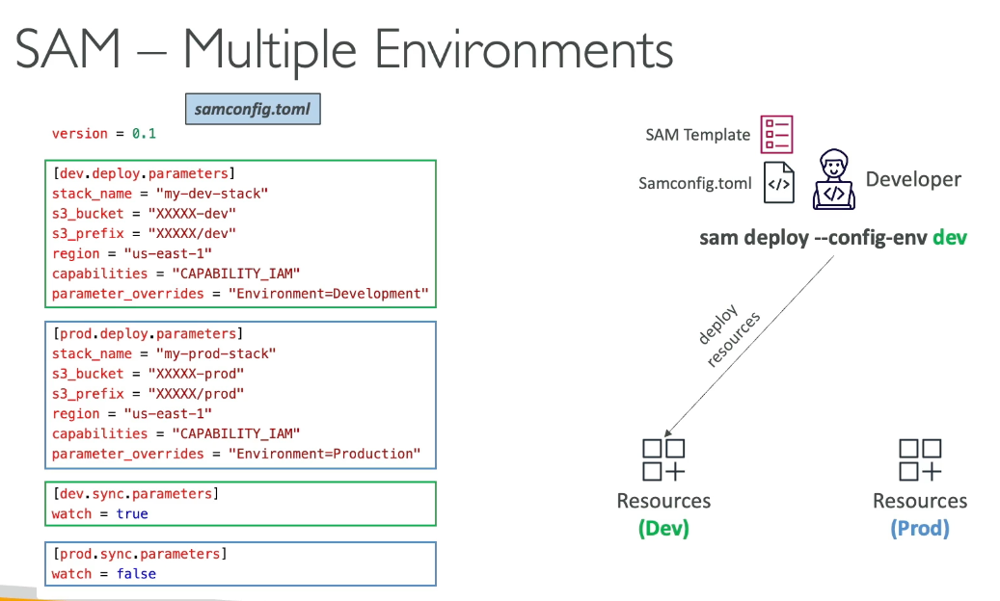 SAM – Multiple Environments
samconfig.toml
version = 0.1
[dev.deploy.parameters]
stack_name = "my-dev-stack"
s3_bucket = "XXXXX-dev"
s3_prefix = "XXXXX/dev"
region = "us-east-1"
capabilities = "CAPABILITY_IAM"
parameter_overrides = "Environment=Development"
[prod.deploy.parameters]
stack_name = "my-prod-stack"
s3_bucket = "XXXXX-prod"
s3_prefix = "XXXXX/prod"
region = "us-east-1"
capabilities = "CAPABILITY_IAM"
parameter_overrides = "Environment=Production"
[dev.sync.parameters]
watch = true
[prod.sync.parameters]
watch = false
SAM Template
Samconfig.toml
</>
Developer
</>
sam deploy --config-env dev
deploy
resources
Resources
(Dev)
Resources
(Prod)